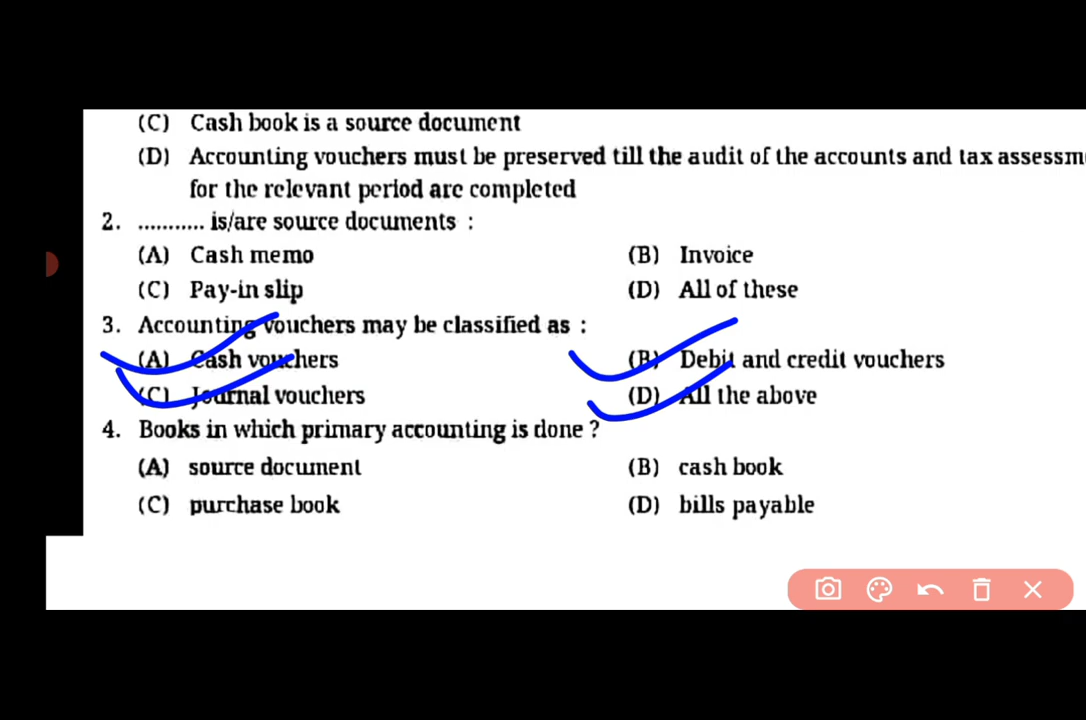 (C) Cash book is a source document
(D) Accounting vouchers must be preserved till the audit of the accounts and tax
for the relevant period are completed
2. ........... is/are source documents :
(A) Cash memo (B) Invoice
(C) Pay-in slip (D) All of these
3. Accounting vouchers may be classified as :
(A) Cash vouchers (B) Debit and credit vouchers
(C) Journal vouchers (D) All the above
4. Books in which primary accounting is done ?
(A) source document (B) cash book
(C) purchase book (D) bills payable